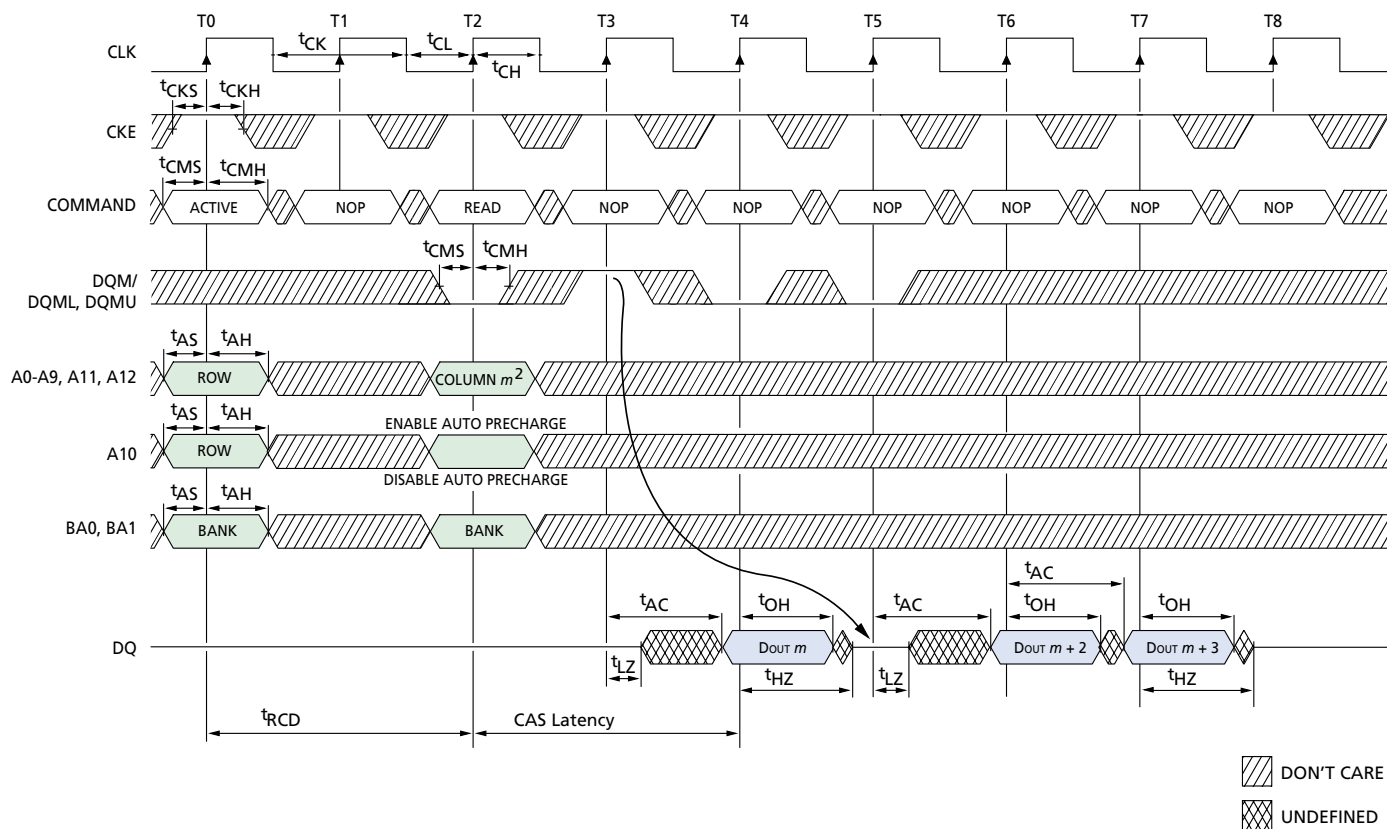 T0 T1 T2 T3 T4 T5 T6 T7 T8
CLK
tCK tCL
tCH
tCKS tCKH
CKE
tCMS tCMH
COMMAND ACTIVE NOP READ NOP NOP NOP NOP NOP NOP
tCMS tCMH
DQM/
DQML, DQMU
tAS tAH
A0-A9, A11, A12 ROW COLUMN m2
tAS tAH ENABLE AUTO PRECHARGE
A10 ROW
DISABLE AUTO PRECHARGE
tAS tAH
BA0, BA1 BANK BANK
tAC
tAC tOH tAC tOH tOH
DQ DOUT m DOUT m + 2 DOUT m + 3
tLZ tHZ tLZ tHZ
tRCD CAS Latency
DON'T CARE
UNDEFINED